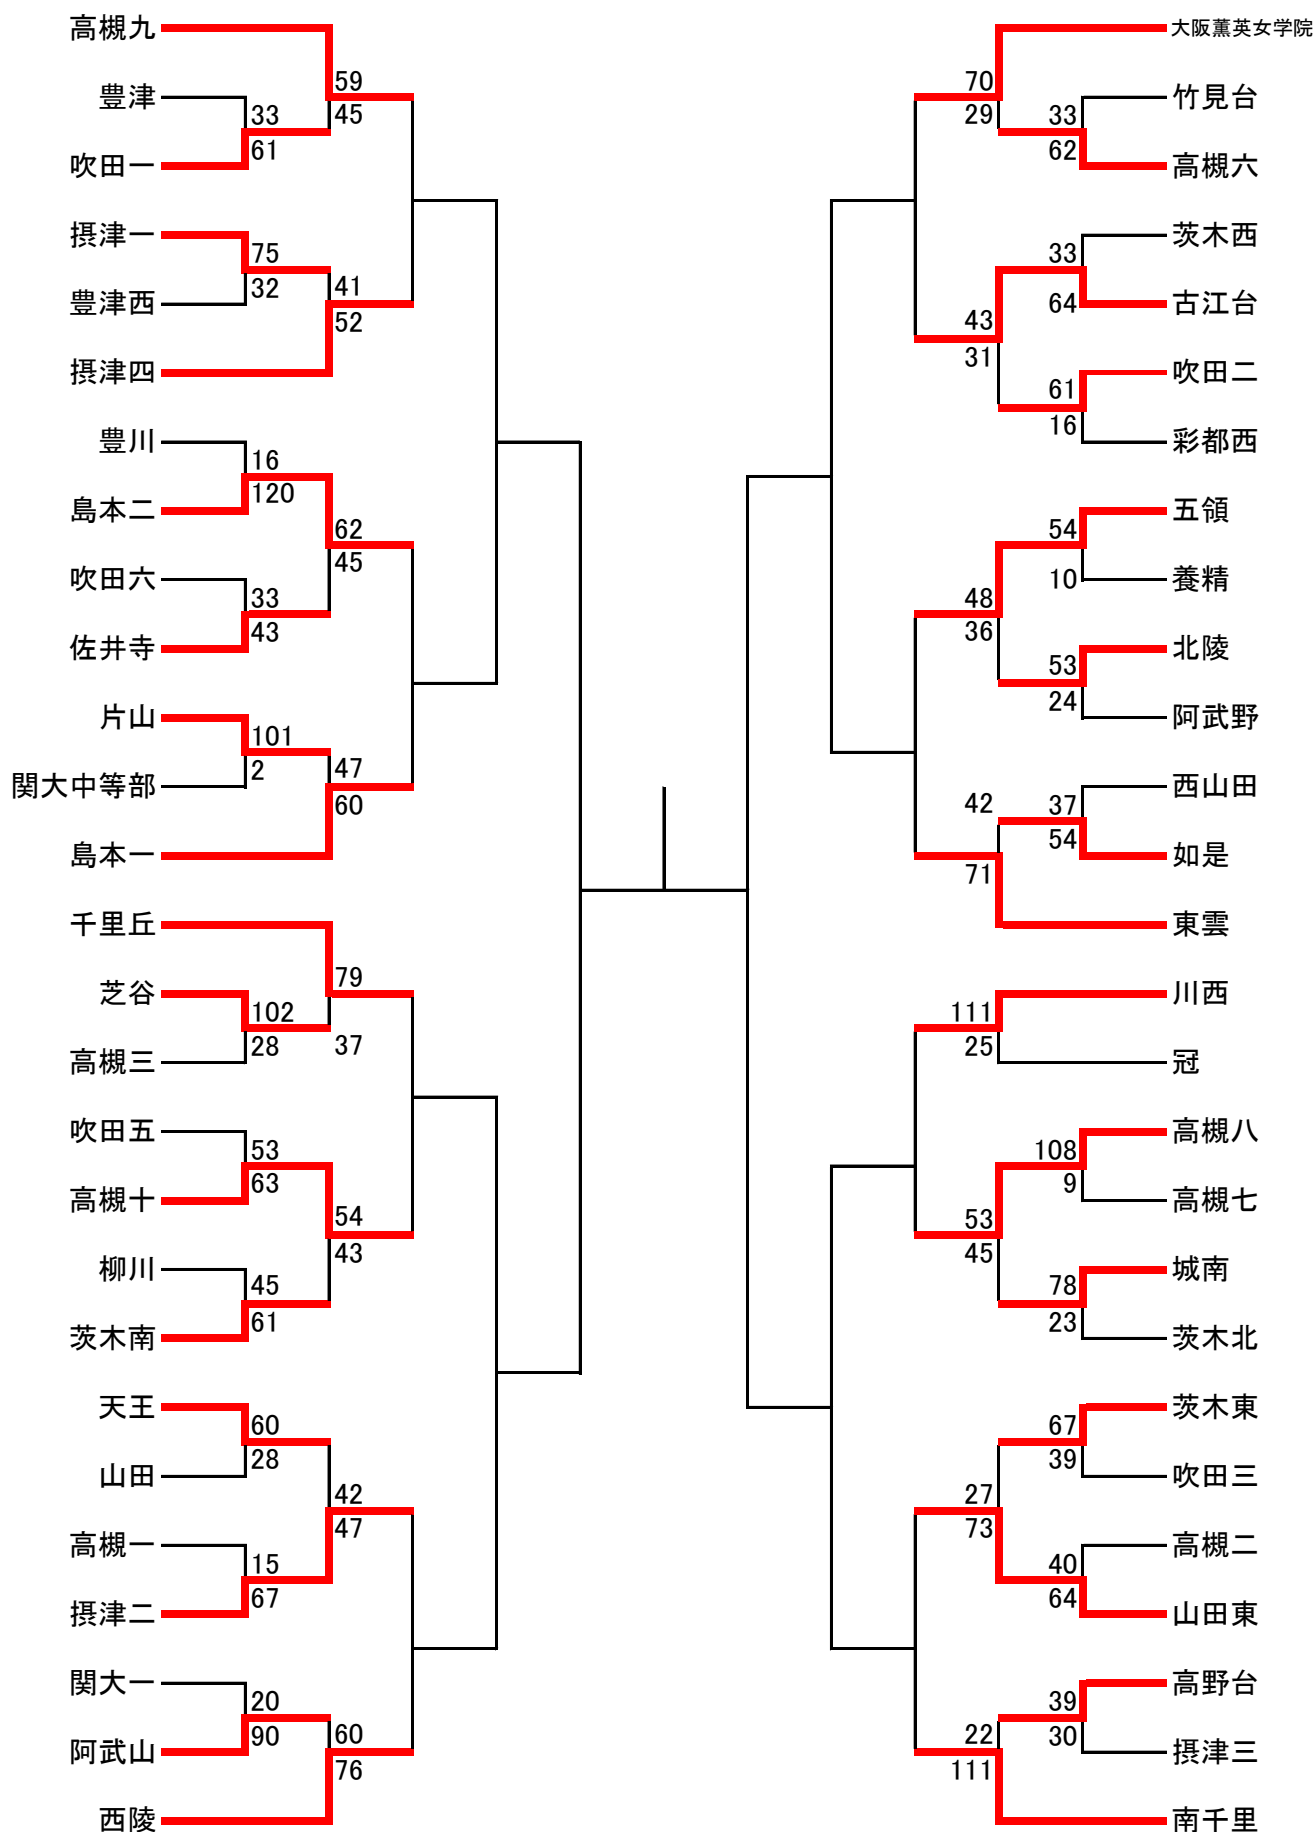 高槻九
59
豊津
33
45
61
吹田一
摂津一
75
32
41
豊津西
52
摂津四
豊川
16
120
島本二
62
45
吹田六
33
43
佐井寺
片山
101
2
47
関大中等部
60
島本一
千里丘
79
芝谷
102
28
37
高槻三
吹田五
53
63
高槻十
54
43
柳川
45
61
茨木南
天王
60
28
山田
42
47
高槻一
15
67
摂津二
関大一
20
90
60
阿武山
76
西陵
大阪薫英女学院
70
竹見台
29
33
62
高槻六
茨木西
33
64
古江台
43
31
吹田二
61
16
彩都西
五領
54
10
養精
48
36
北陵
53
24
阿武野
西山田
42
37
54
如是
71
東雲
川西
111
25
冠
高槻八
108
9
高槻七
53
45
城南
78
23
茨木北
茨木東
67
39
吹田三
27
73
高槻二
40
64
山田東
高野台
39
30
22
摂津三
111
南千里